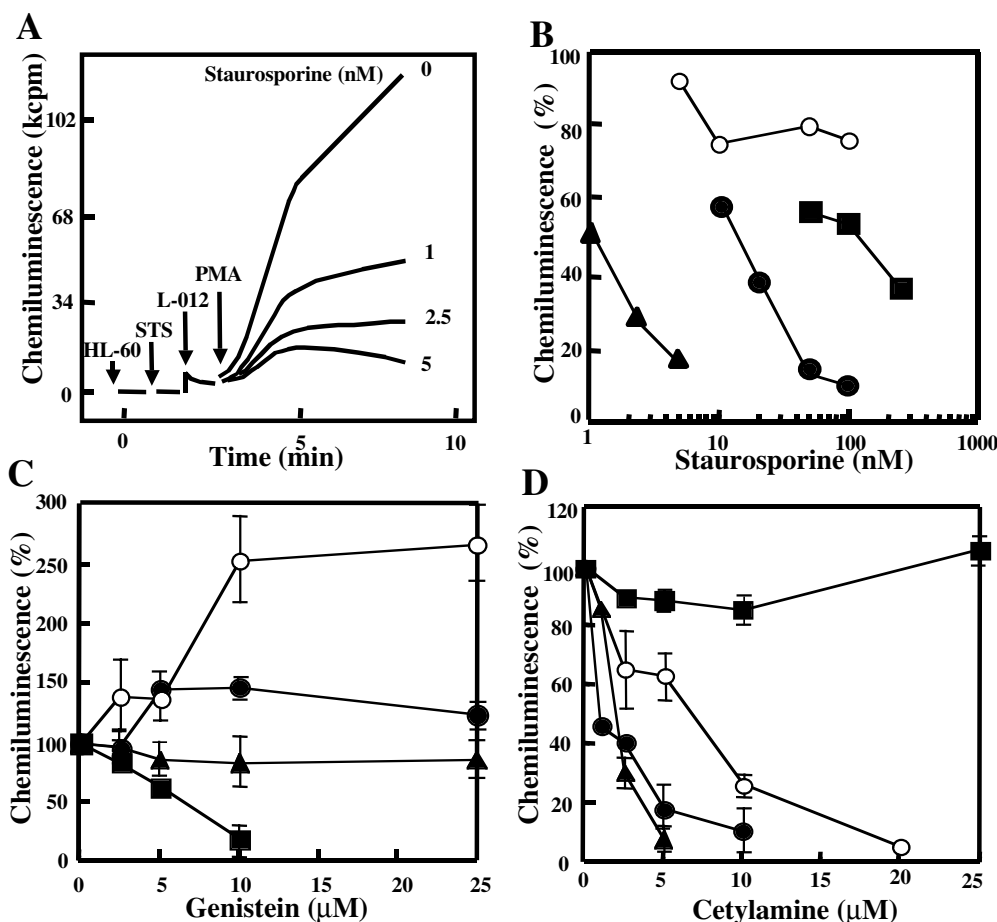 A
Chemiluminescence (kcpm)
Staurosporine (nM)
0
1
2.5
5
102
68
34
0
PMA
L-012
STS
HL-60
0
5
10
Time (min)
B
Chemiluminescence (%)
100
80
60
40
20
0
1
10
100
1000
Staurosporine (nM)
C
Chemiluminescence (%)
300
250
200
150
100
50
0
0
5
10
15
20
25
Genistein (μM)
D
Chemiluminescence (%)
120
100
80
60
40
20
0
0
5
10
15
20
25
Cetylamine (μM)